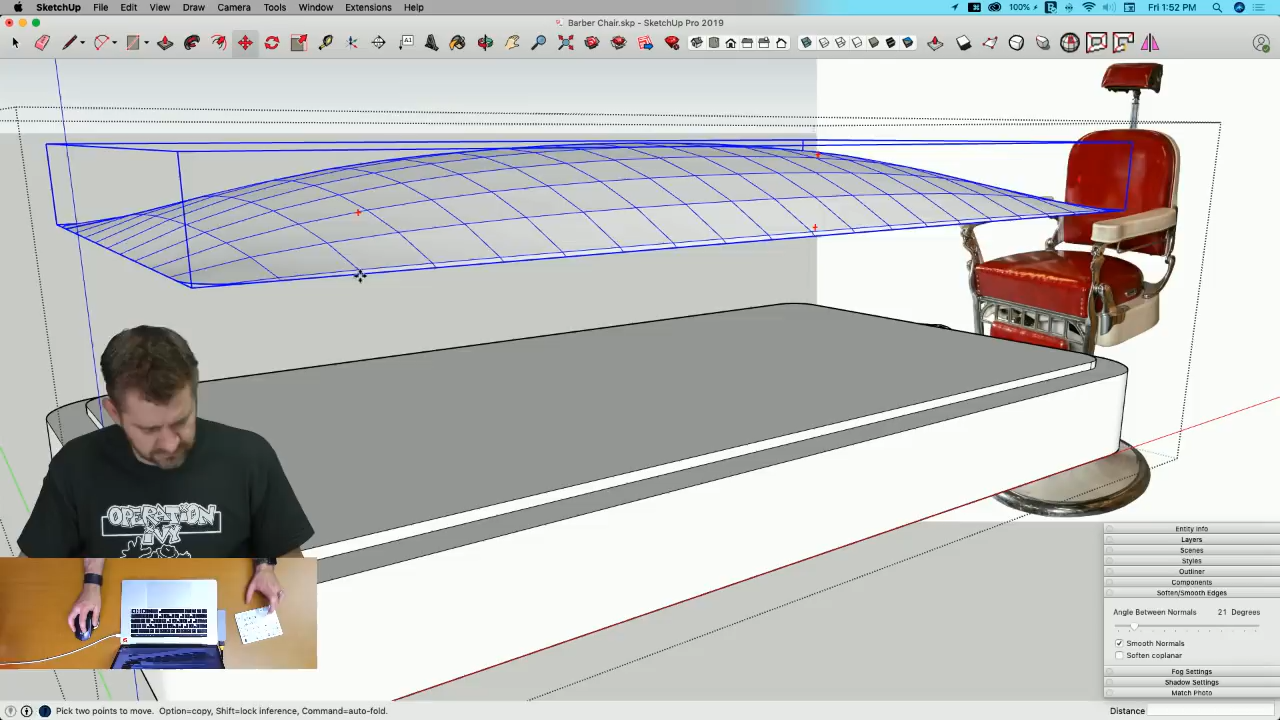 SketchUp File Edit View Draw Camera Tools Window Extensions Help 100% Fri 1:52 PM
Barber Chair.skp - SketchUp Pro 2019
OPERATION
IVY
Entity Info
Layers
Scenes
Styles
Outliner
Components
Soften/Smooth Edges
Angle Between Normals 21 Degrees
Smooth Normals
Soften coplanar
Fog Settings
Shadow Settings
Match Photo
Pick two points to move. Option=copy, Shift=lock inference, Command=auto-fold. Distance